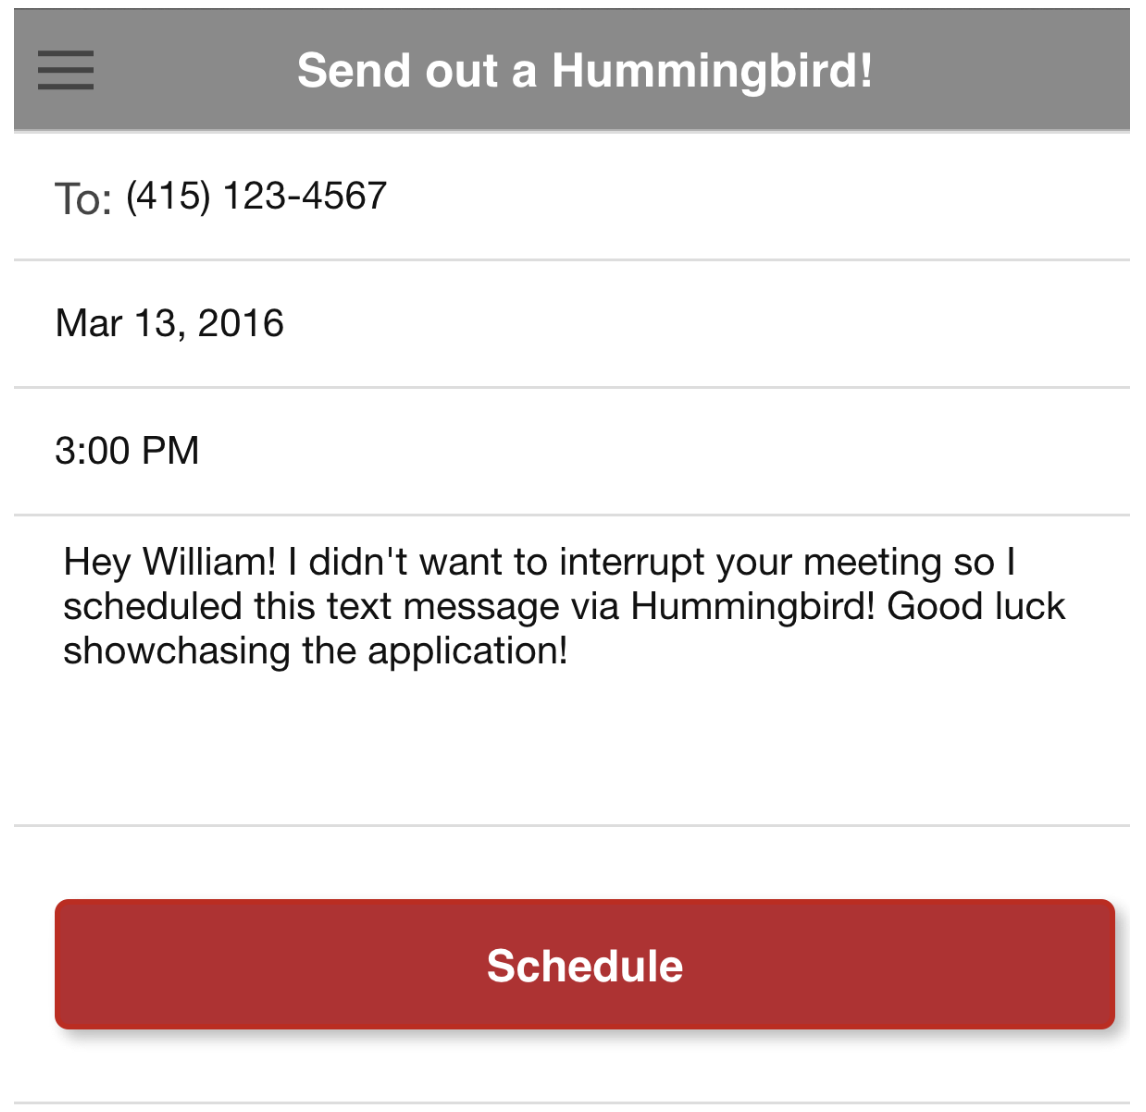 Send out a Hummingbird!
To: (415) 123-4567
Mar 13, 2016
3:00 PM
Hey William! I didn't want to interrupt your meeting so I
scheduled this text message via Hummingbird! Good luck
showchasing the application!
Schedule